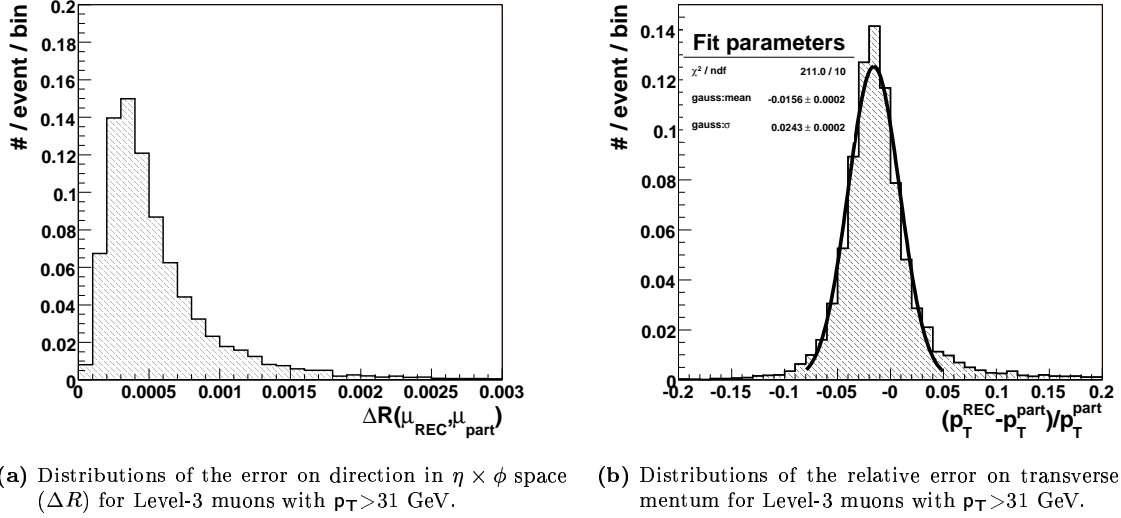 # / event / bin
0.2
0.18
0.16
0.14
0.12
0.1
0.08
0.06
0.04
0.02
0
0 0.0005 0.001 0.0015 0.002 0.0025 0.003
ΔR(μ_REC,μ_part)
# / event / bin
0.14
0.12
0.1
0.08
0.06
0.04
0.02
0
Fit parameters
χ² / ndf 211.0 / 10
gauss:mean -0.0156 ± 0.0002
gauss:σ 0.0243 ± 0.0002
-0.2 -0.15 -0.1 -0.05 -0 0.05 0.1 0.15 0.2
(p_T^REC-p_T^part)/p_T^part
(a) Distributions of the error on direction in η × φ space
(ΔR) for Level-3 muons with p_T>31 GeV.
(b) Distributions of the relative error on transverse
mentum for Level-3 muons with p_T>31 GeV.